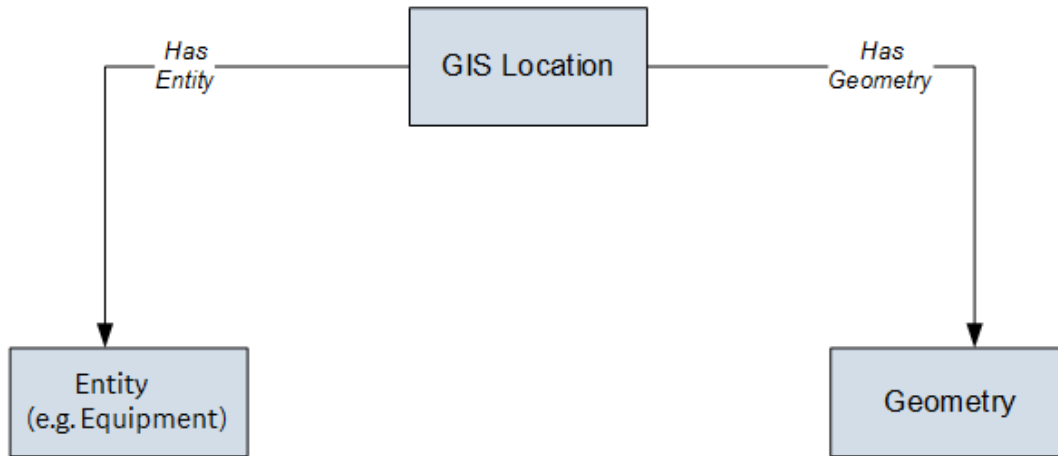 GIS Location
Has
Entity
Has
Geometry
Entity
(e.g. Equipment)
Geometry